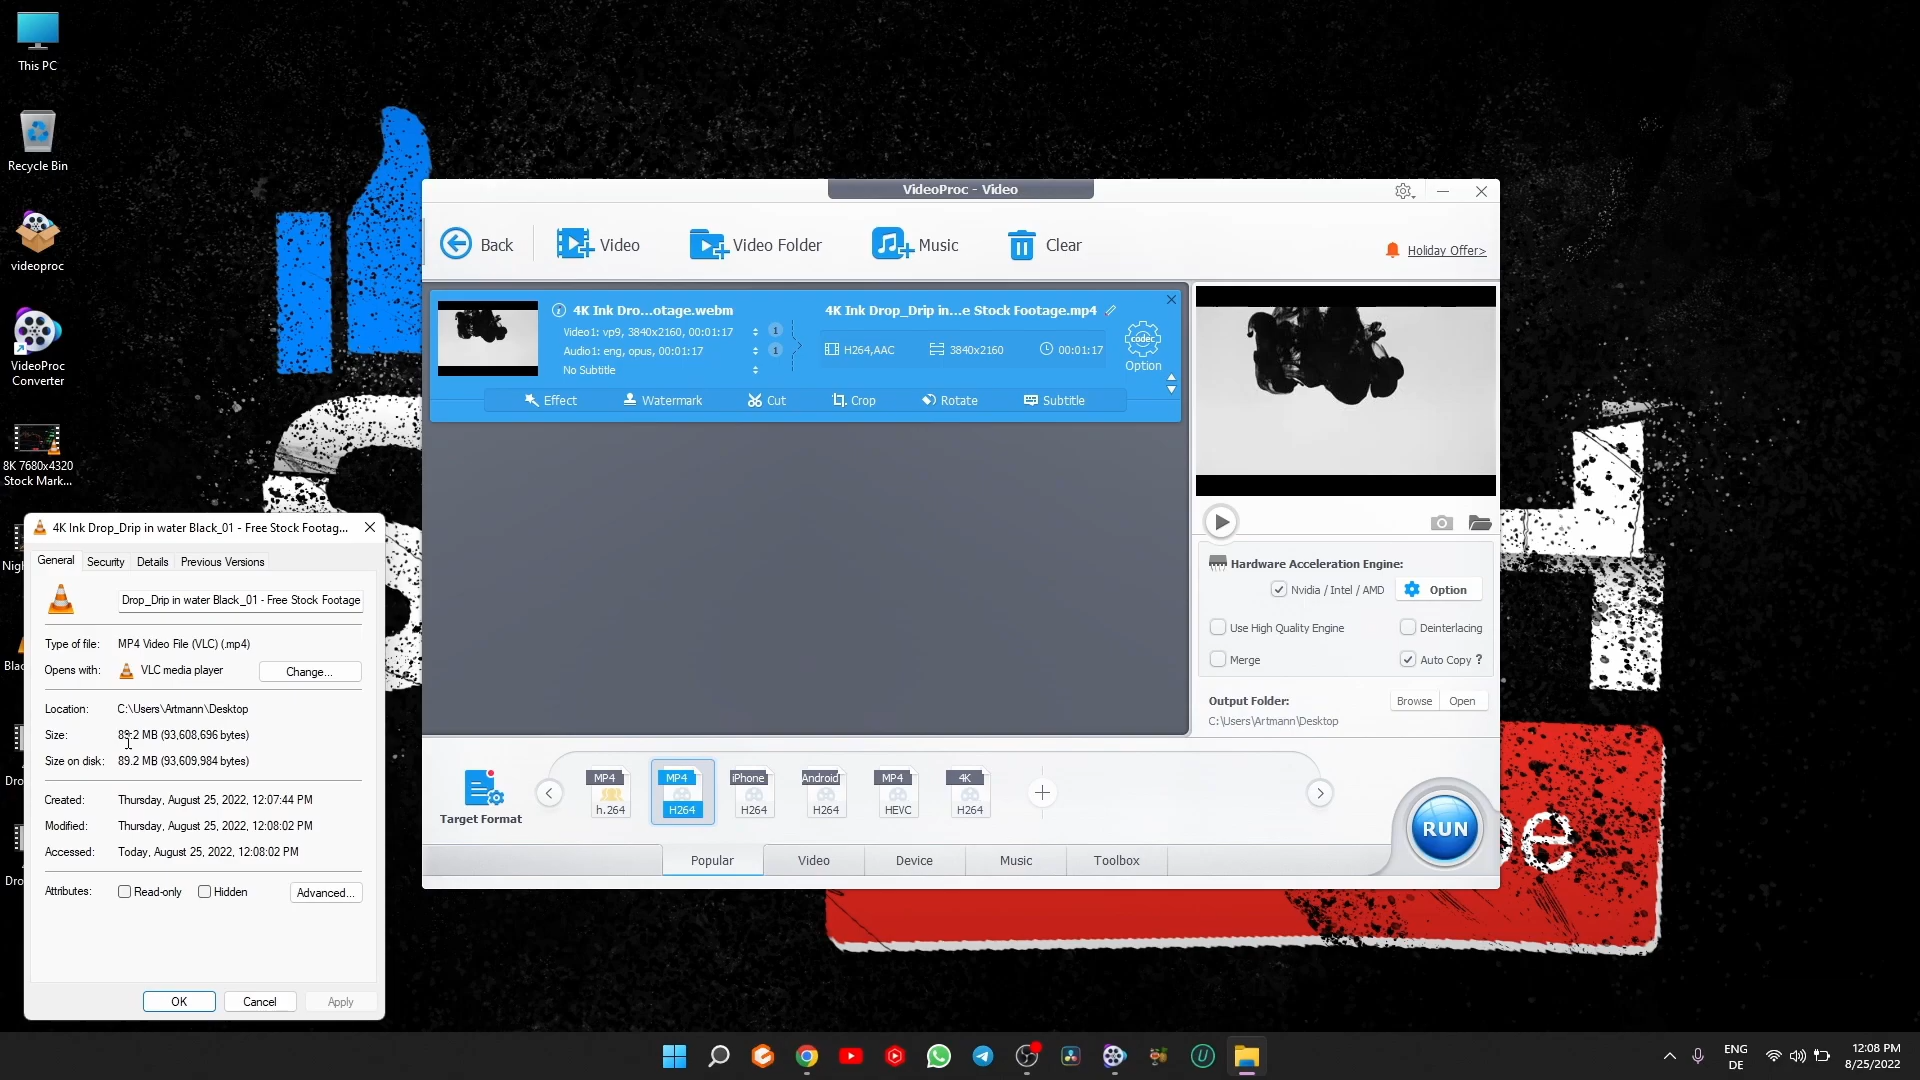 This PC
Recycle Bin
videoproc
VideoProc
Converter
8K 7680x4320
Stock Mark...
VideoProc - Video
Back
Video
Video Folder
Music
Clear
Holiday Offer>
4K Ink Dro...otage.webm
Video1: vp9, 3840x2160, 00:01:17
1
Audio1: eng, opus, 00:01:17
1
No Subtitle
4K Ink Drop_Drip in...e Stock Footage.mp4
H264,AAC
3840x2160
00:01:17
codec
Option
Effect
Watermark
Cut
Crop
Rotate
Subtitle
Hardware Acceleration Engine:
Nvidia / Intel / AMD
Option
Use High Quality Engine
Deinterlacing
Merge
Auto Copy ?
Output Folder:
Browse
Open
C:\Users\Artmann\Desktop
Target Format
MP4
h.264
MP4
H264
iPhone
H264
Android
H264
MP4
HEVC
4K
H264
RUN
Popular
Video
Device
Music
Toolbox
4K Ink Drop_Drip in water Black_01 - Free Stock Footag...
General
Security
Details
Previous Versions
Drop_Drip in water Black_01 - Free Stock Footage
Type of file: MP4 Video File (VLC) (.mp4)
Opens with: VLC media player
Change...
Location: C:\Users\Artmann\Desktop
Size: 89.2 MB (93,608,696 bytes)
Size on disk: 89.2 MB (93,609,984 bytes)
Created: Thursday, August 25, 2022, 12:07:44 PM
Modified: Thursday, August 25, 2022, 12:08:02 PM
Accessed: Today, August 25, 2022, 12:08:02 PM
Attributes: Read-only Hidden
Advanced...
OK
Cancel
Apply
ENG
DE
12:08 PM
8/25/2022